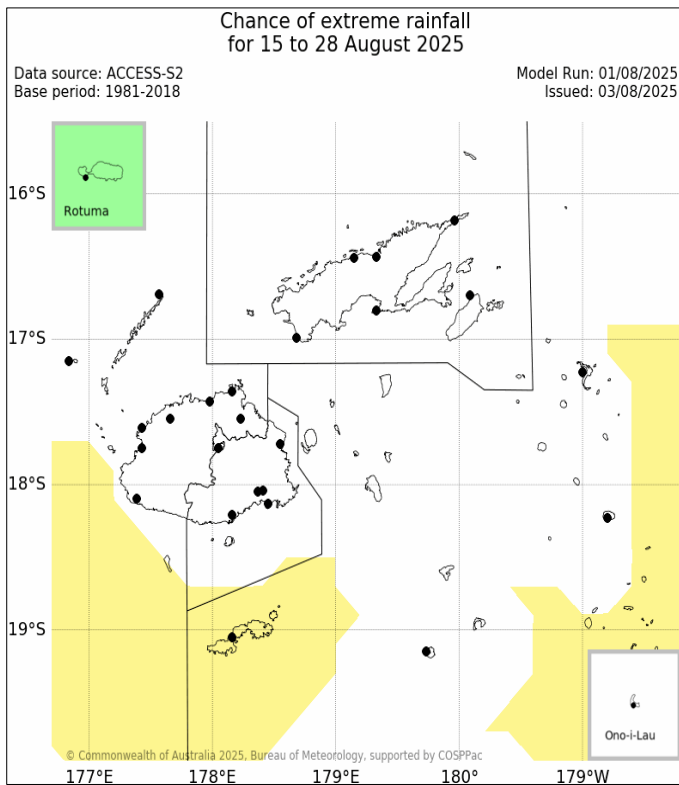 Chance of extreme rainfall
for 15 to 28 August 2025
Data source: ACCESS-S2
Base period: 1981-2018
Model Run: 01/08/2025
Issued: 03/08/2025
16°S
Rotuma
17°S
18°S
19°S
Ono-i-Lau
© Commonwealth of Australia 2025, Bureau of Meteorology, supported by COSPPac
177°E 178°E 179°E 180° 179°W